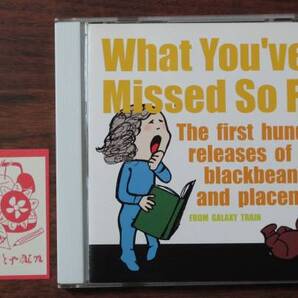 What You've
Missed So F
The first hun
releases of
blackbean
and placen
FROM GALAXY TRAIN